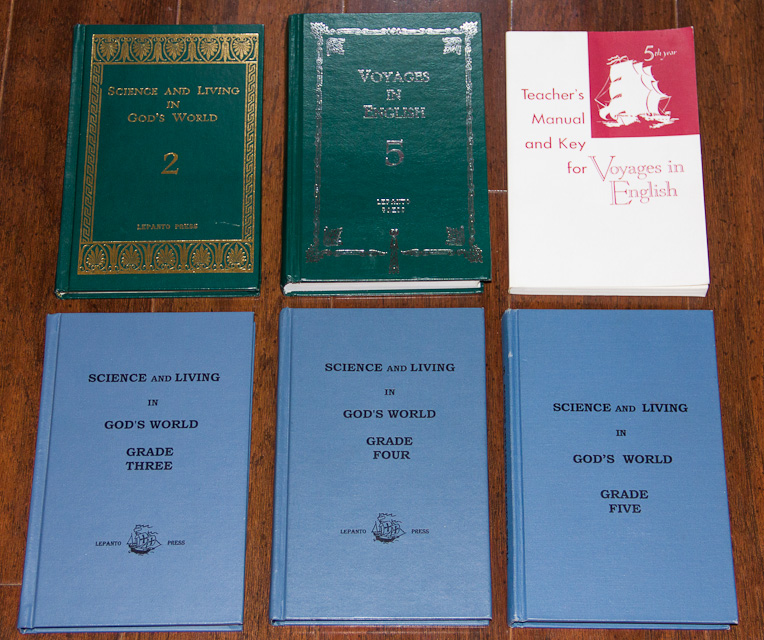 SCIENCE AND LIVING
IN
GOD'S WORLD
2
LEPANTO PRESS
VOYAGES
IN
ENGLISH
5
LEPANTO
PRESS
5th year
Teacher's
Manual
and Key
for Voyages in
English
SCIENCE AND LIVING
IN
GOD'S WORLD
GRADE
THREE
LEPANTO PRESS
SCIENCE AND LIVING
IN
GOD'S WORLD
GRADE
FOUR
LEPANTO PRESS
SCIENCE AND LIVING
IN
GOD'S WORLD
GRADE
FIVE